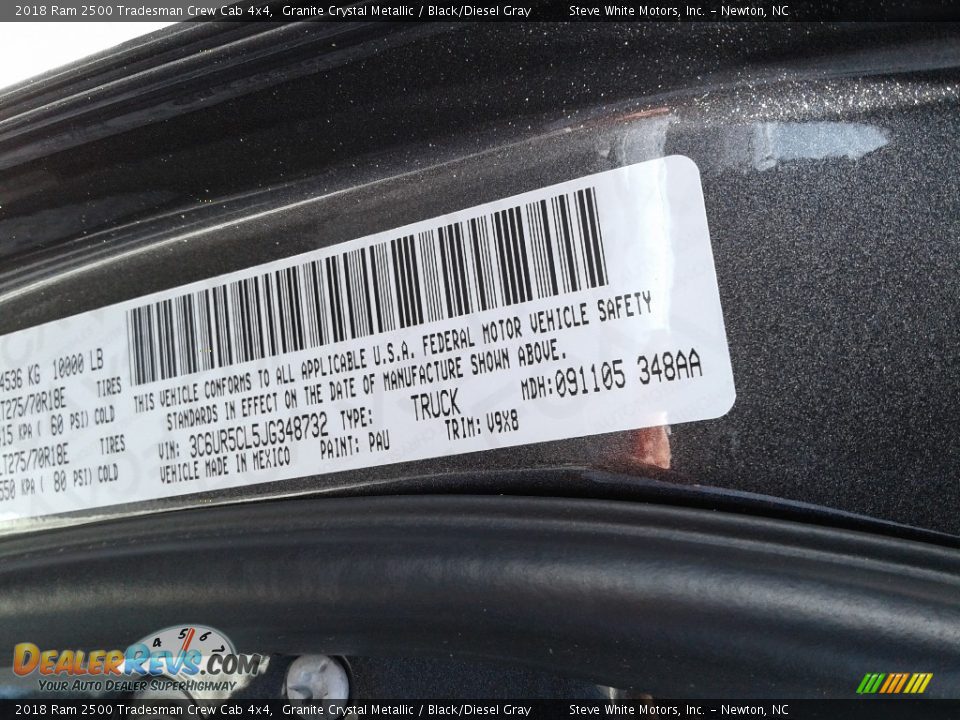 2018 Ram 2500 Tradesman Crew Cab 4x4, Granite Crystal Metallic / Black/Diesel Gray Steve White Motors, Inc. – Newton, NC
4536 KG 10000 LB
LT275/70R18E TIRES
415 KPA ( 60 PSI) COLD
LT275/70R18E TIRES
550 KPA ( 80 PSI) COLD
THIS VEHICLE CONFORMS TO ALL APPLICABLE U.S.A. FEDERAL MOTOR VEHICLE SAFETY
STANDARDS IN EFFECT ON THE DATE OF MANUFACTURE SHOWN ABOVE.
VIN: 3C6UR5CL5JG348732 TYPE: TRUCK MDH:091105 348AA
VEHICLE MADE IN MEXICO PAINT: PAU TRIM: V9X8
4 5 6
DEALERREVS.COM
YOUR AUTO DEALER SUPERHIGHWAY
2018 Ram 2500 Tradesman Crew Cab 4x4, Granite Crystal Metallic / Black/Diesel Gray Steve White Motors, Inc. – Newton, NC